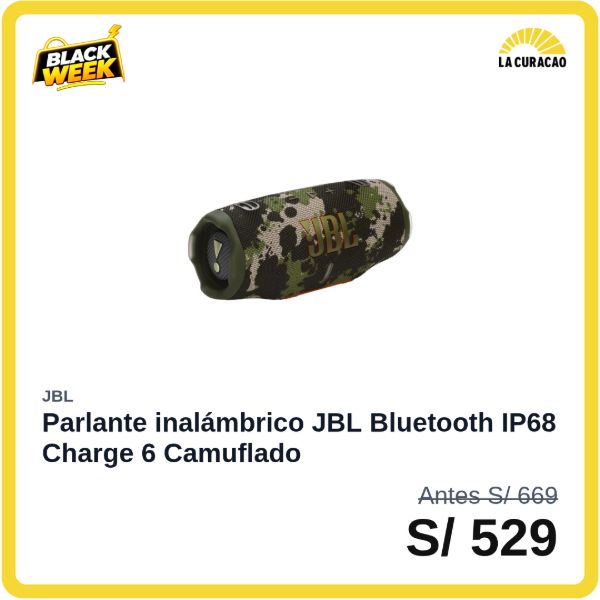 BLACK
WEEK
LA CURACAO
JBL
JBL
Parlante inalámbrico JBL Bluetooth IP68
Charge 6 Camuflado
Antes S/ 669
S/ 529